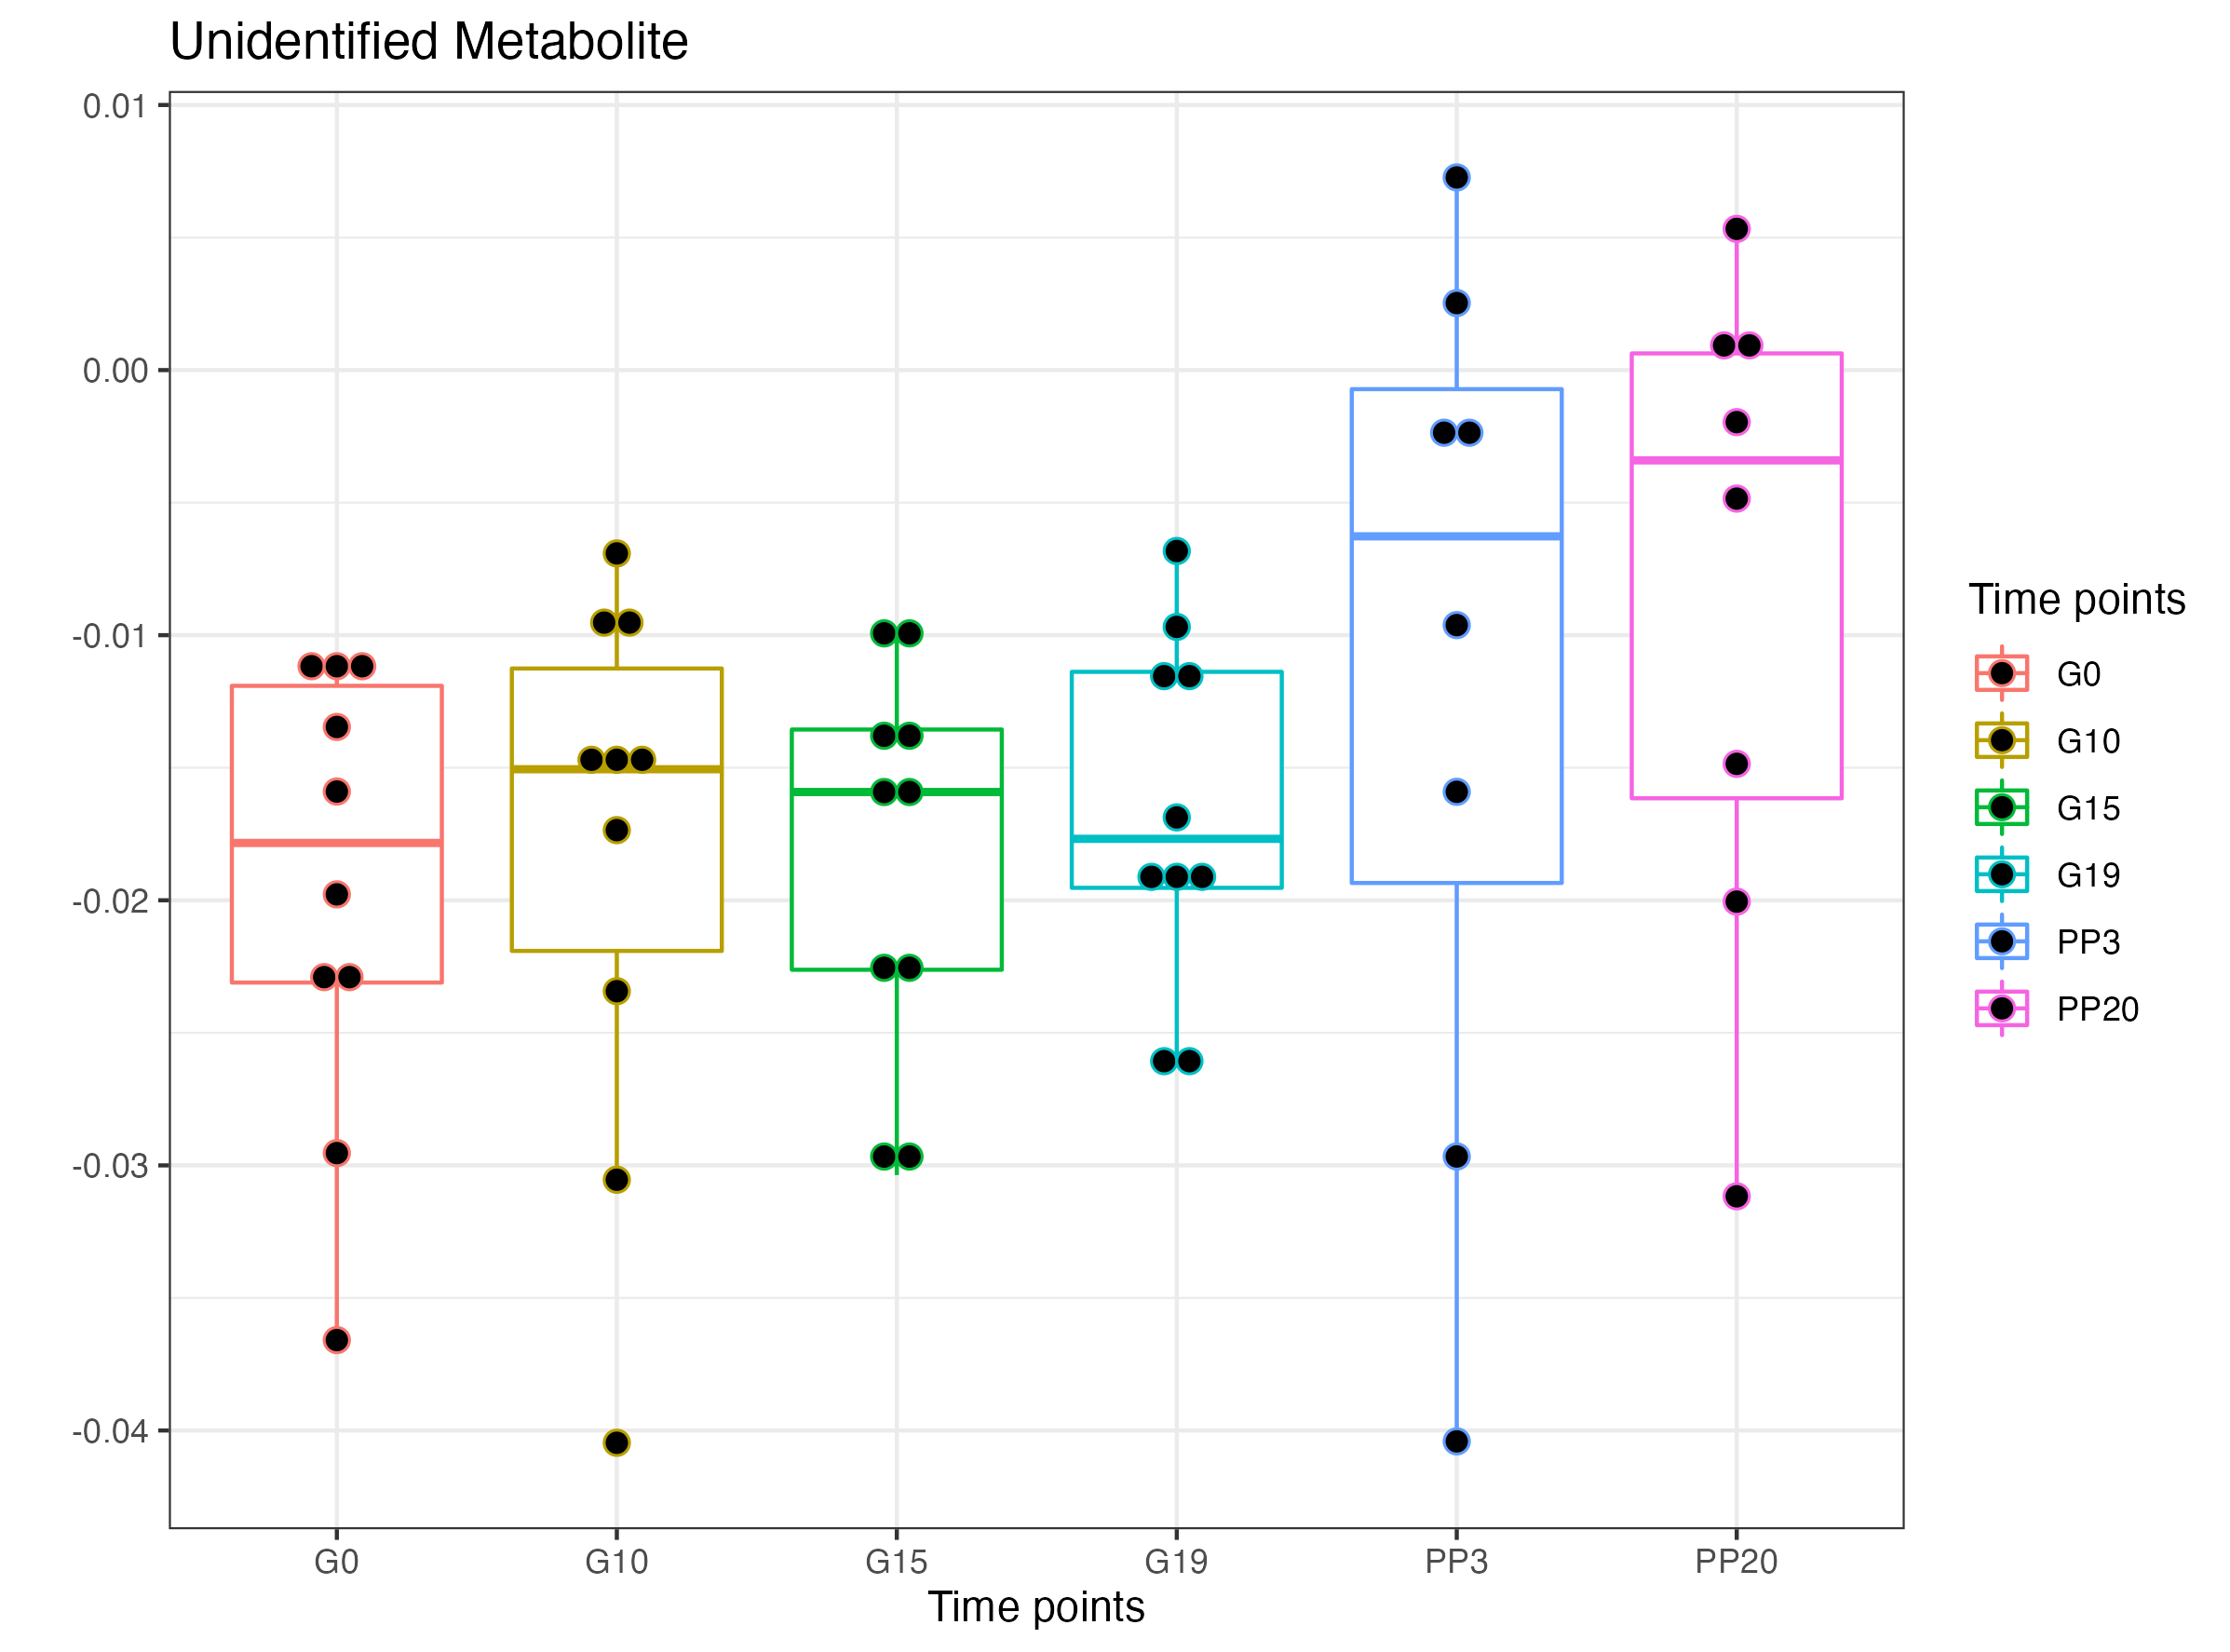 Unidentified Metabolite
0.01
0.00
-0.01
-0.02
-0.03
-0.04
G0 G10 G15 G19 PP3 PP20
Time points
Time points
G0
G10
G15
G19
PP3
PP20